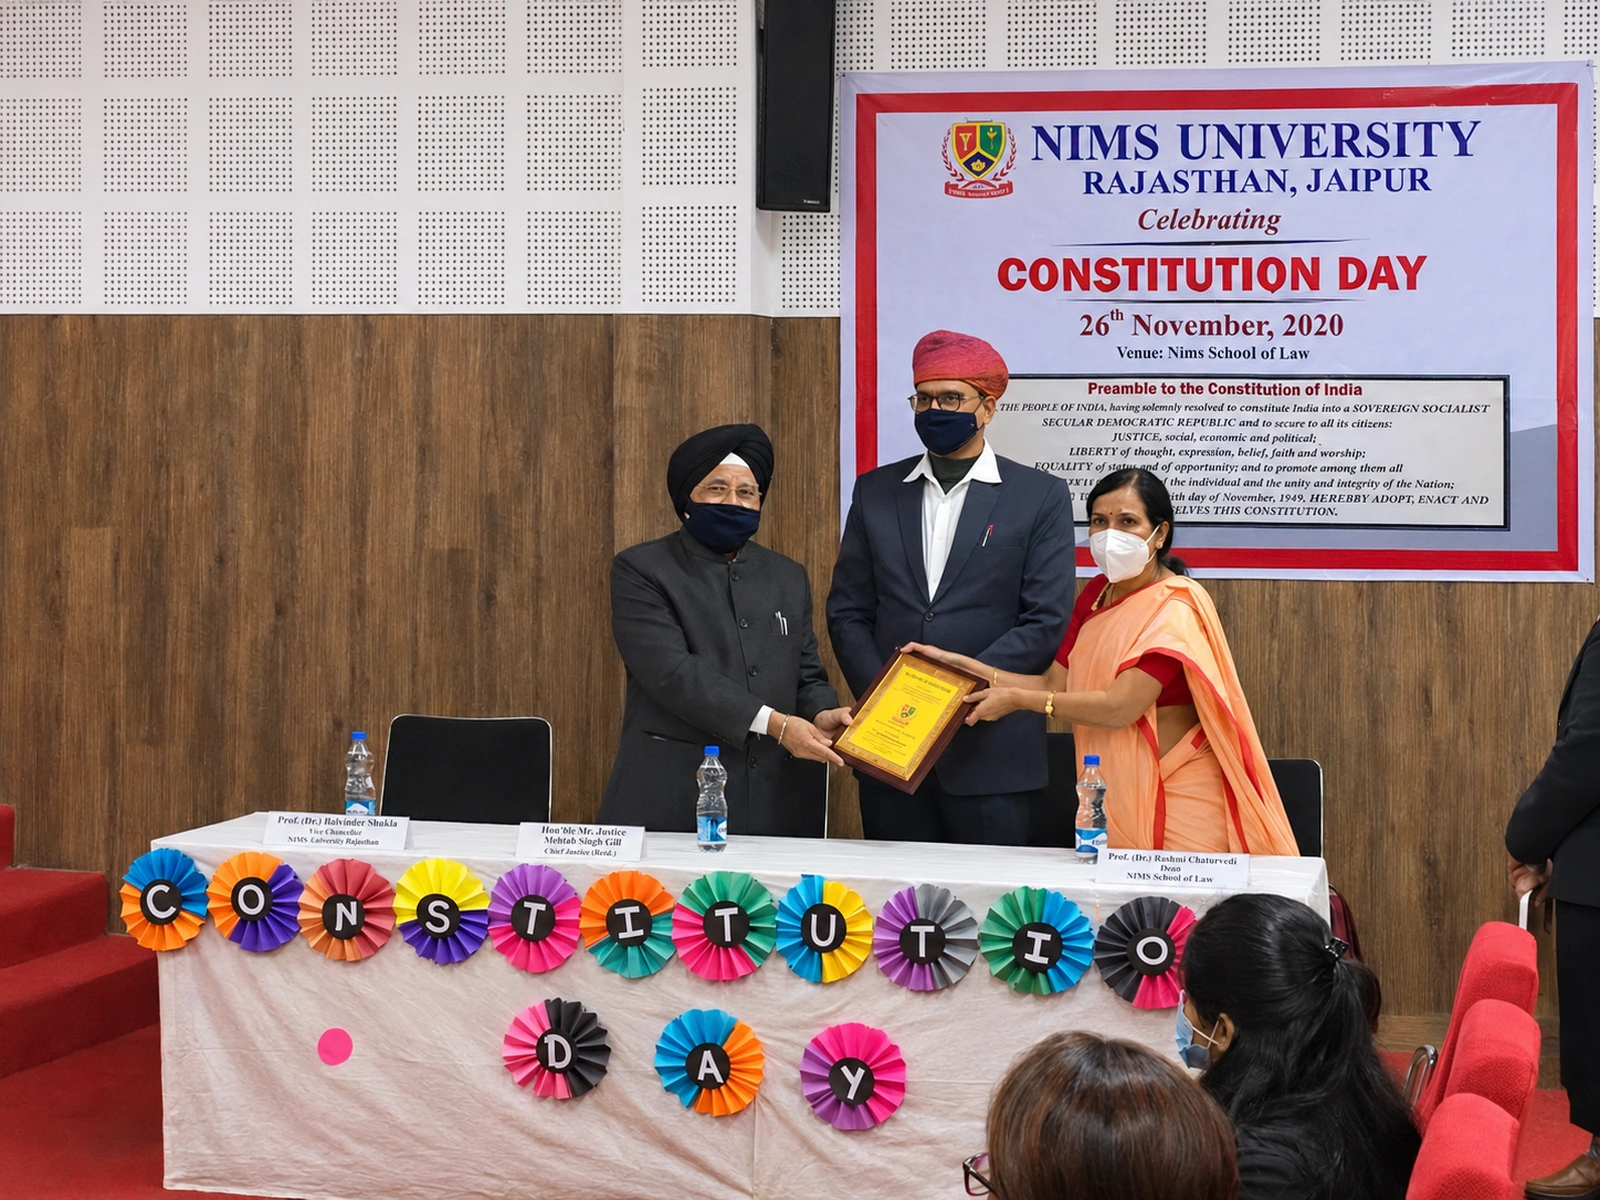 NIMS UNIVERSITY
RAJASTHAN, JAIPUR
Celebrating
CONSTITUTION DAY
26th November, 2020
Venue: Nims School of Law
Preamble to the Constitution of India
THE PEOPLE OF INDIA, having solemnly resolved to constitute India into a SOVEREIGN SOCIALIST
SECULAR DEMOCRATIC REPUBLIC and to secure to all its citizens:
JUSTICE, social, economic and political;
LIBERTY of thought, expression, belief, faith and worship;
EQUALITY of status and of opportunity; and to promote among them all
of the individual and the unity and integrity of the Nation;
day of November, 1949, HEREBY ADOPT, ENACT AND
SELVES THIS CONSTITUTION.
Prof. (Dr.) Balvinder Shukla
Vice Chancellor
NIMS University Rajasthan
Hon'ble Mr. Justice
Mehtab Singh Gill
Chief Justice (Retd.)
Prof. (Dr.) Rashmi Chaturvedi
Dean
NIMS School of Law
CONSTITUTIO
DAY